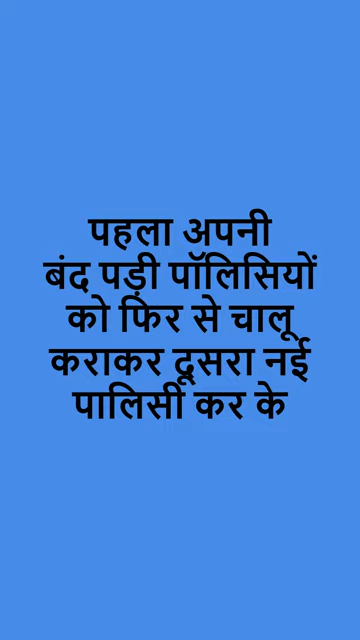 पहला अपनी
बंद पड़ी पॉलिसियों
को फिर से चालू
कराकर दूसरा नई
पालिसी कर के